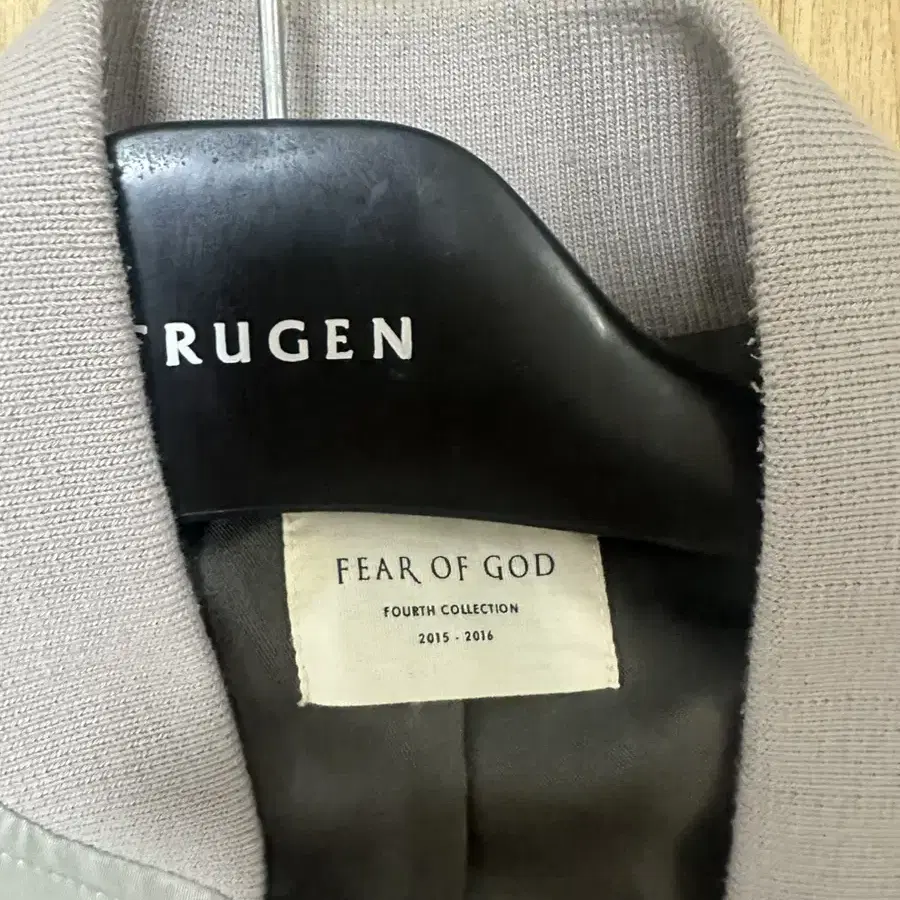 RUGEN
FEAR OF GOD
FOURTH COLLECTION
2015 - 2016